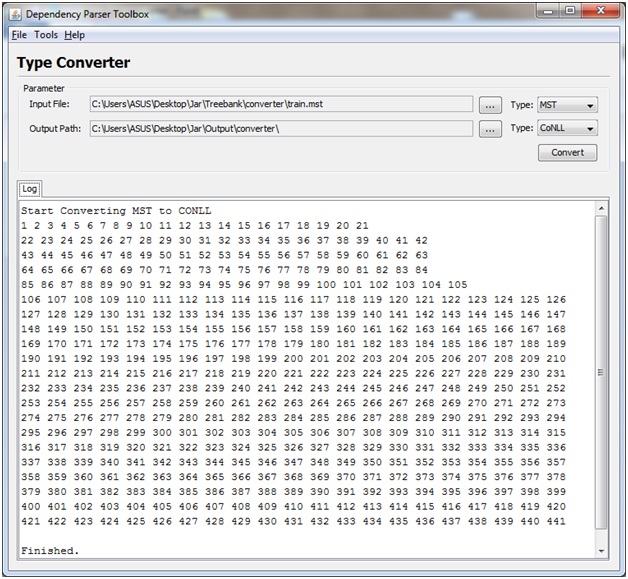 Dependency Parser Toolbox
File Tools Help
Type Converter
Parameter
Input File: C:\Users\ASUS\Desktop\Jar\Treebank\converter\train.mst ... Type: MST
Output Path: C:\Users\ASUS\Desktop\Jar\Output\converter\ ... Type: CoNLL
Convert
Log
Start Converting MST to CONLL
1 2 3 4 5 6 7 8 9 10 11 12 13 14 15 16 17 18 19 20 21
22 23 24 25 26 27 28 29 30 31 32 33 34 35 36 37 38 39 40 41 42
43 44 45 46 47 48 49 50 51 52 53 54 55 56 57 58 59 60 61 62 63
64 65 66 67 68 69 70 71 72 73 74 75 76 77 78 79 80 81 82 83 84
85 86 87 88 89 90 91 92 93 94 95 96 97 98 99 100 101 102 103 104 105
106 107 108 109 110 111 112 113 114 115 116 117 118 119 120 121 122 123 124 125 126
127 128 129 130 131 132 133 134 135 136 137 138 139 140 141 142 143 144 145 146 147
148 149 150 151 152 153 154 155 156 157 158 159 160 161 162 163 164 165 166 167 168
169 170 171 172 173 174 175 176 177 178 179 180 181 182 183 184 185 186 187 188 189
190 191 192 193 194 195 196 197 198 199 200 201 202 203 204 205 206 207 208 209 210
211 212 213 214 215 216 217 218 219 220 221 222 223 224 225 226 227 228 229 230 231
232 233 234 235 236 237 238 239 240 241 242 243 244 245 246 247 248 249 250 251 252
253 254 255 256 257 258 259 260 261 262 263 264 265 266 267 268 269 270 271 272 273
274 275 276 277 278 279 280 281 282 283 284 285 286 287 288 289 290 291 292 293 294
295 296 297 298 299 300 301 302 303 304 305 306 307 308 309 310 311 312 313 314 315
316 317 318 319 320 321 322 323 324 325 326 327 328 329 330 331 332 333 334 335 336
337 338 339 340 341 342 343 344 345 346 347 348 349 350 351 352 353 354 355 356 357
358 359 360 361 362 363 364 365 366 367 368 369 370 371 372 373 374 375 376 377 378
379 380 381 382 383 384 385 386 387 388 389 390 391 392 393 394 395 396 397 398 399
400 401 402 403 404 405 406 407 408 409 410 411 412 413 414 415 416 417 418 419 420
421 422 423 424 425 426 427 428 429 430 431 432 433 434 435 436 437 438 439 440 441
Finished.